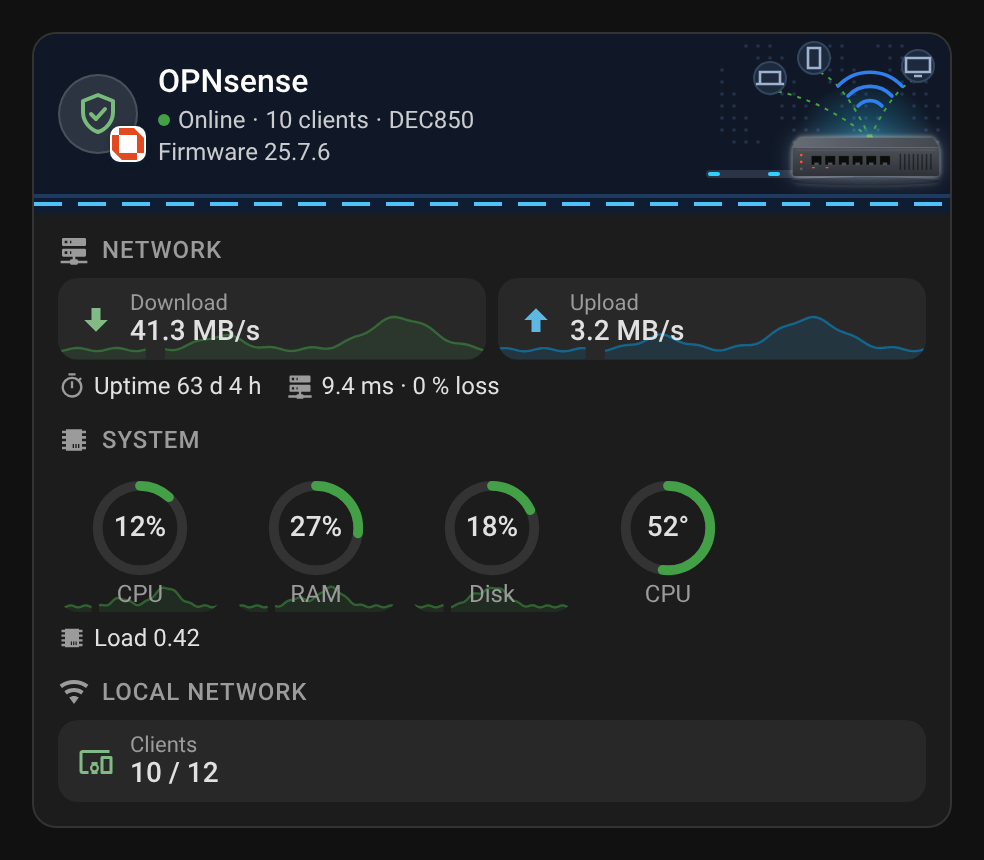 OPNsense
Online · 10 clients · DEC850
Firmware 25.7.6
NETWORK
Download
41.3 MB/s
Upload
3.2 MB/s
Uptime 63 d 4 h
9.4 ms · 0 % loss
SYSTEM
12%
CPU
27%
RAM
18%
Disk
52°
CPU
Load 0.42
LOCAL NETWORK
Clients
10 / 12